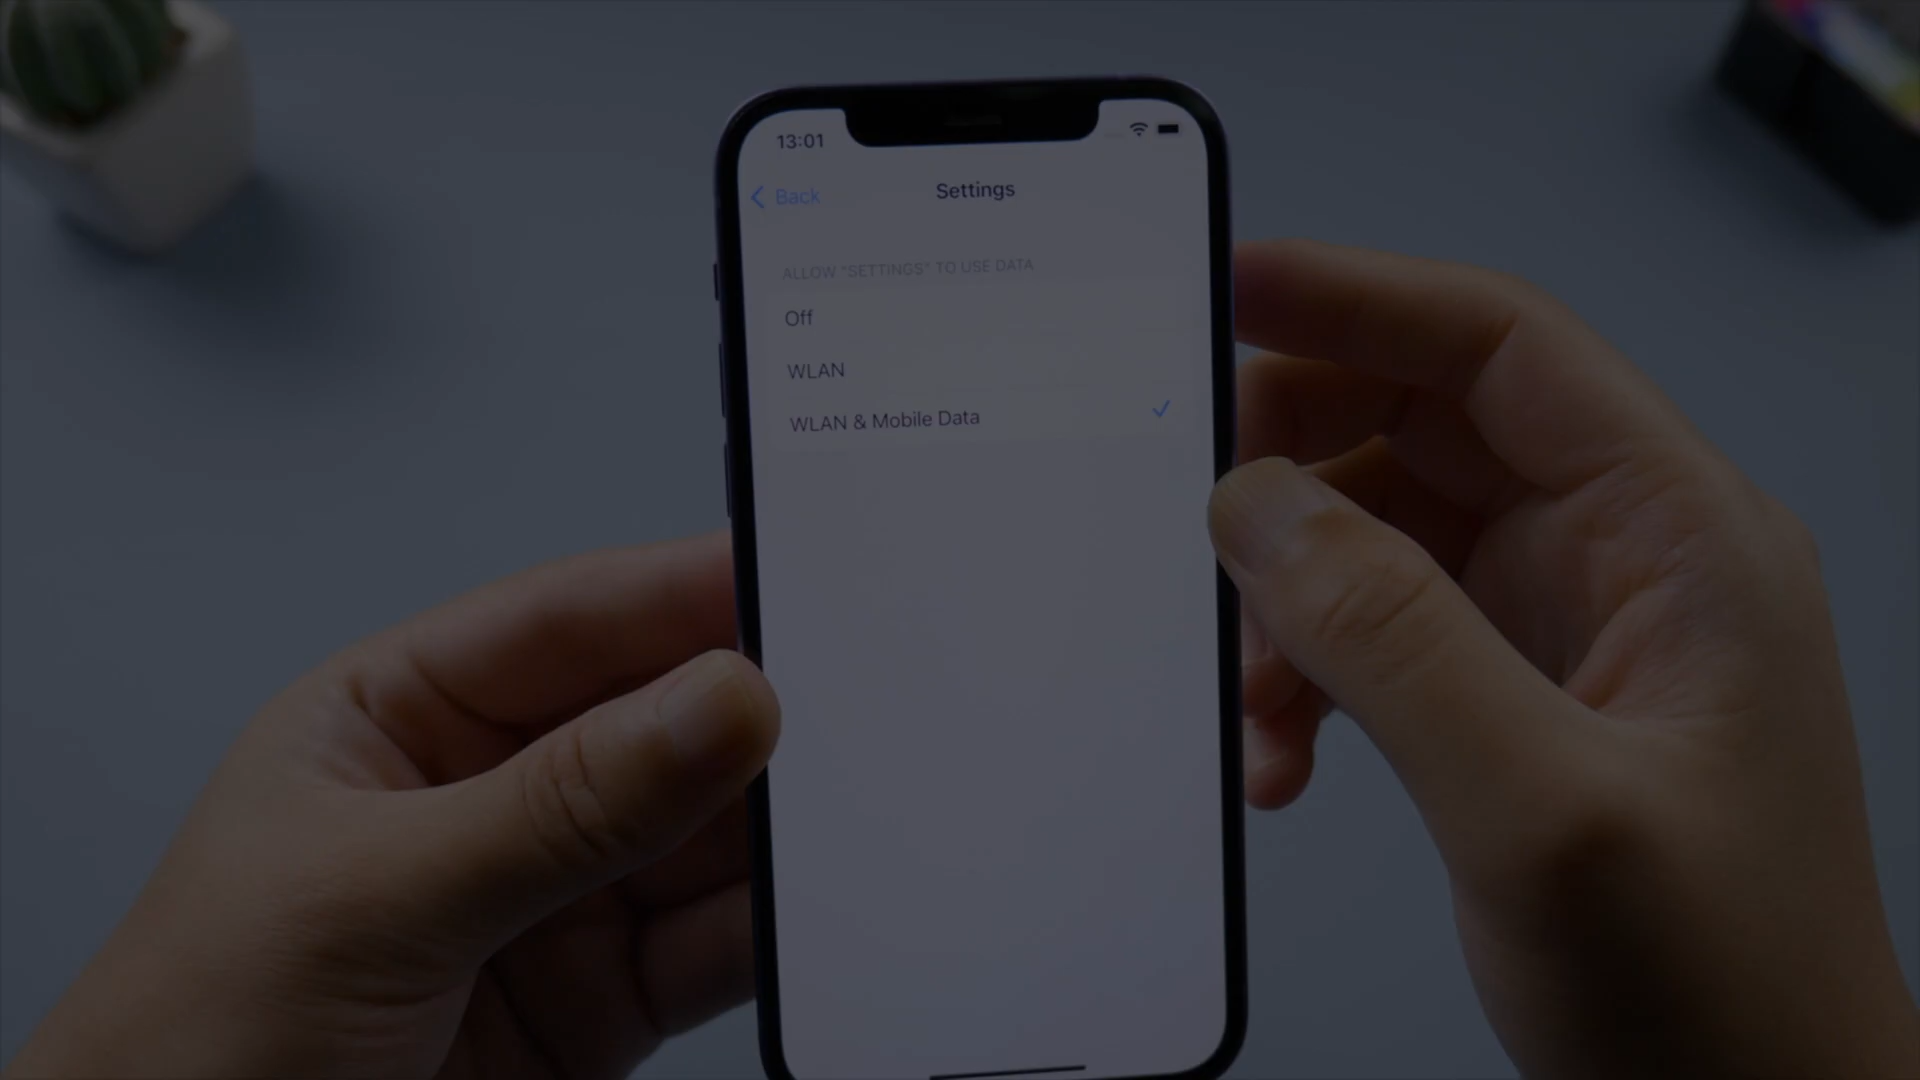 13:01
Back
Settings
ALLOW "SETTINGS" TO USE DATA
Off
WLAN
WLAN & Mobile Data